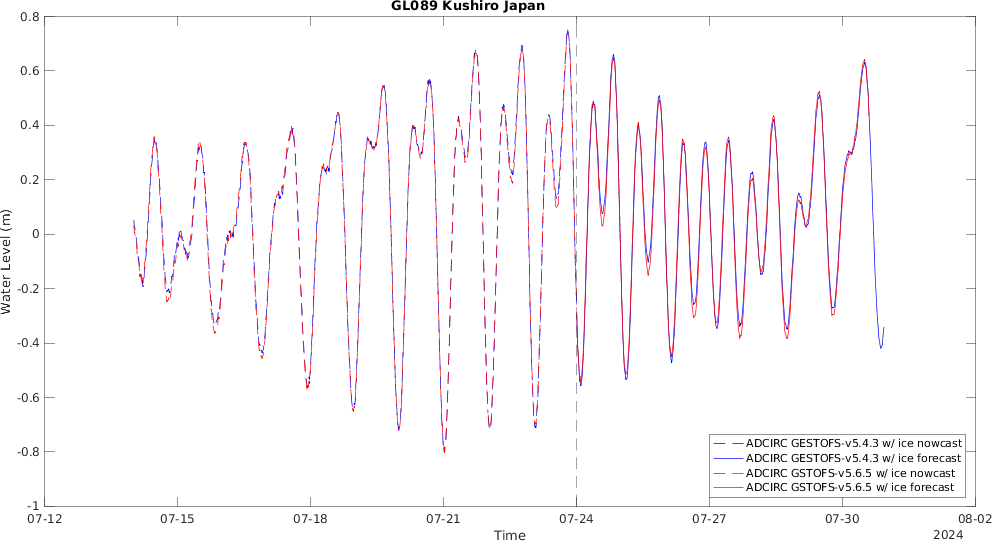 GL089 Kushiro Japan
0.8
0.6
0.4
0.2
0
-0.2
-0.4
-0.6
-0.8
-1
Water Level (m)
07-12
07-15
07-18
07-21
07-24
07-27
07-30
08-02
Time
2024
ADCIRC GESTOFS-v5.4.3 w/ ice nowcast
ADCIRC GESTOFS-v5.4.3 w/ ice forecast
ADCIRC GSTOFS-v5.6.5 w/ ice nowcast
ADCIRC GSTOFS-v5.6.5 w/ ice forecast